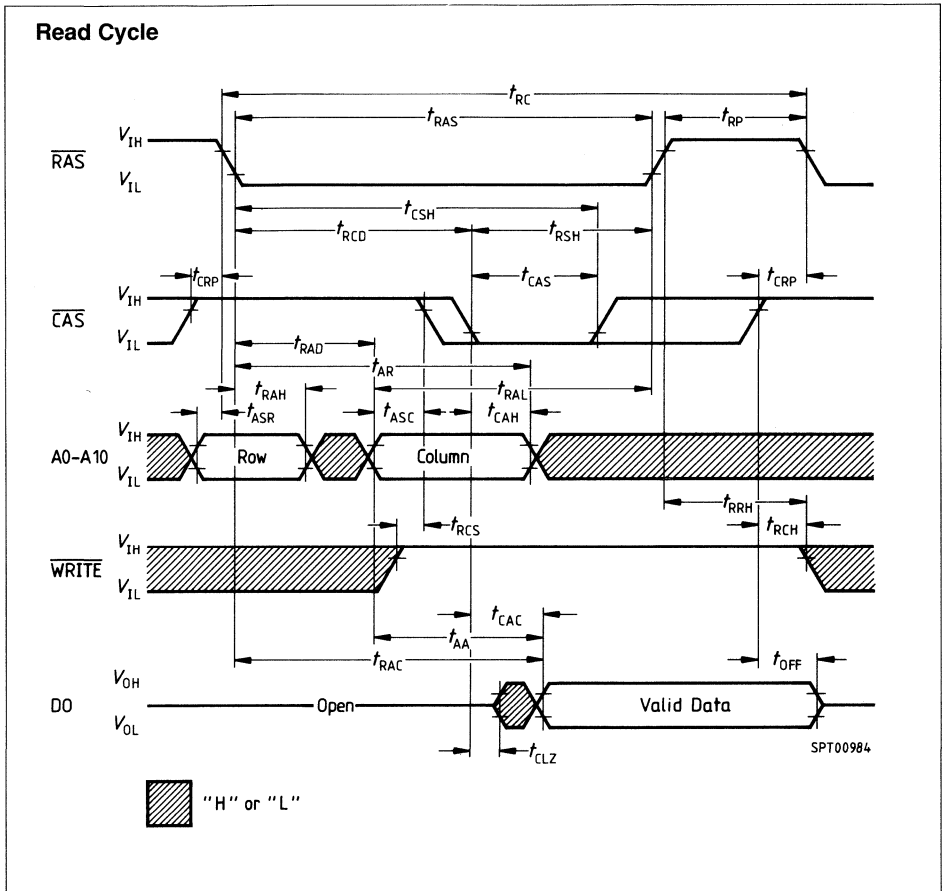 Read Cycle
tRC
tRAS
tRP
RAS
VIH
VIL
tCSH
tRCD
tRSH
tCRP
tCAS
tCRP
CAS
VIH
VIL
tRAD
tAR
tRAH
tRAL
tASR
tASC
tCAH
A0-A10
VIH
VIL
Row
Column
tRRH
tRCS
tRCH
WRITE
VIH
VIL
tCAC
tAA
tOFF
tRAC
DO
VOH
VOL
Open
Valid Data
SPT00984
tCLZ
"H" or "L"